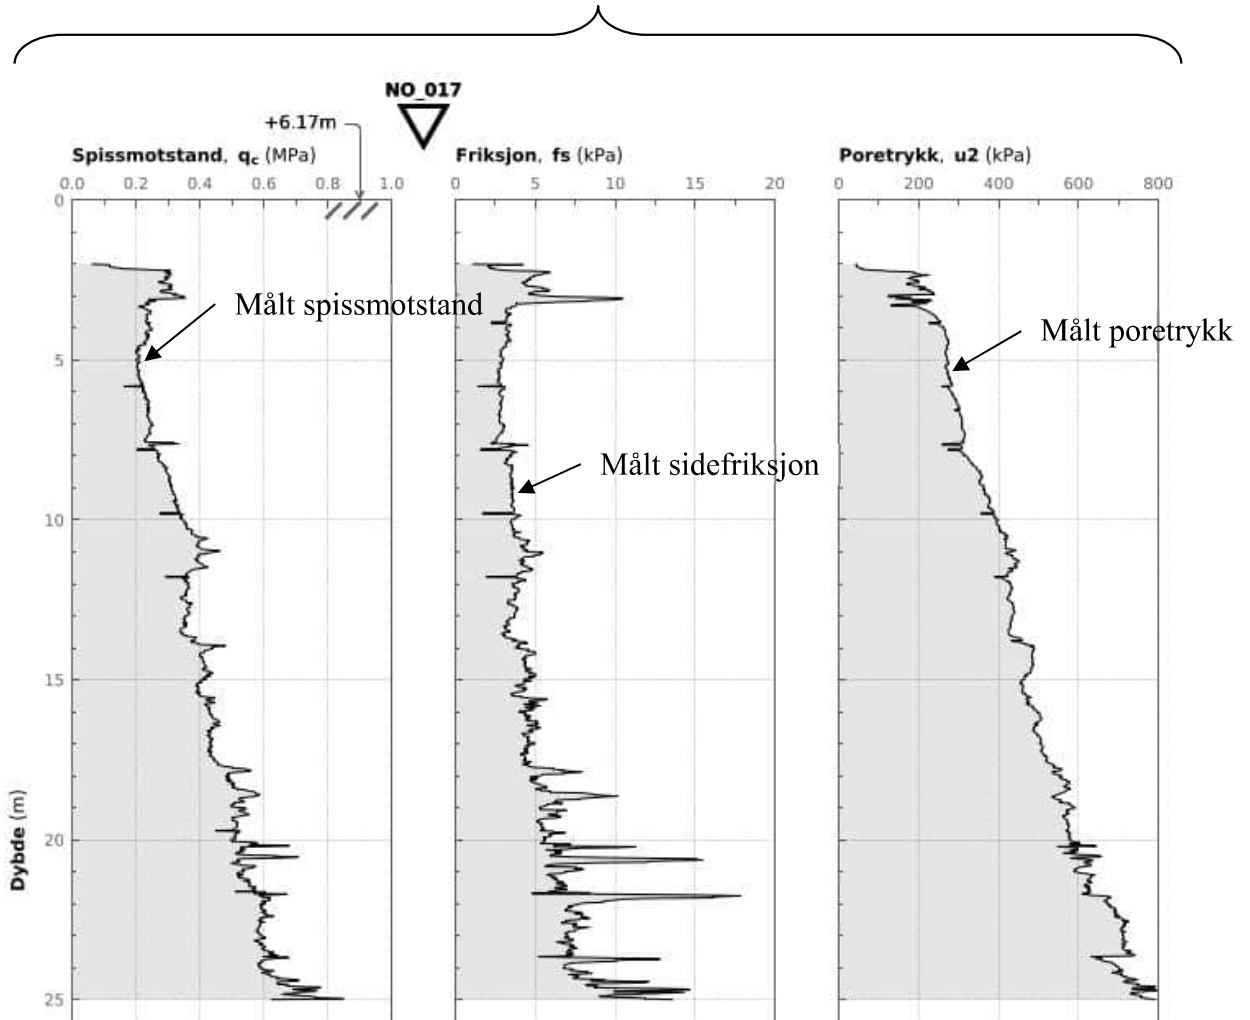 NO_017
+6.17m
Spissmotstand, qc (MPa)
Friksjon, fs (kPa)
Poretrykk, u2 (kPa)
0.0 0.2 0.4 0.6 0.8 1.0
0 5 10 15 20
0 200 400 600 800
0
Målt spissmotstand
Målt poretrykk
5
Målt sidefriksjon
10
15
Dybde (m)
20
25